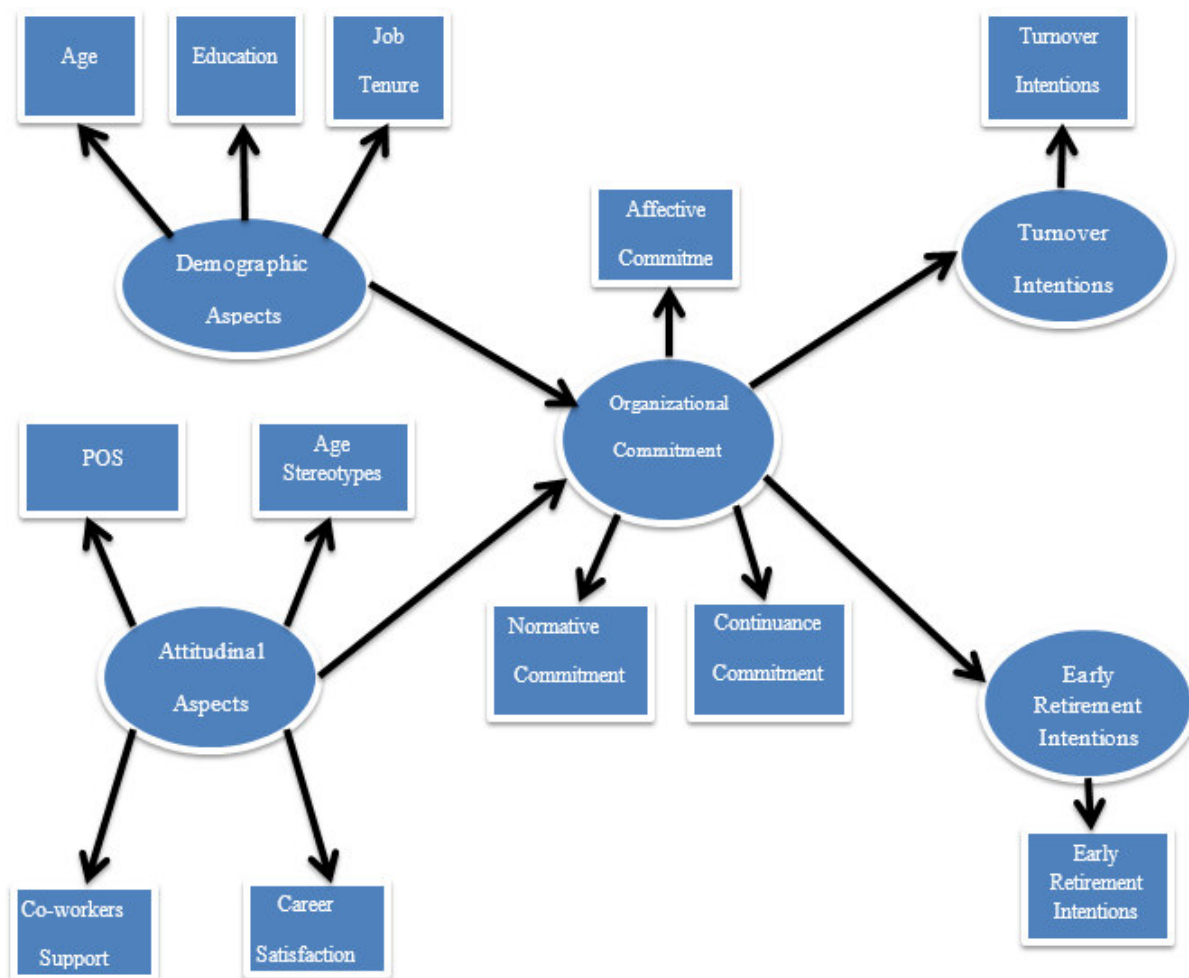 Age
Education
Job
Tenure
Turnover
Intentions
Affective
Commitme
Demographic
Aspects
Turnover
Intentions
Organizational
Commitment
POS
Age
Stereotypes
Attitudinal
Aspects
Normative
Commitment
Continuance
Commitment
Early
Retirement
Intentions
Co-workers
Support
Career
Satisfaction
Early
Retirement
Intentions